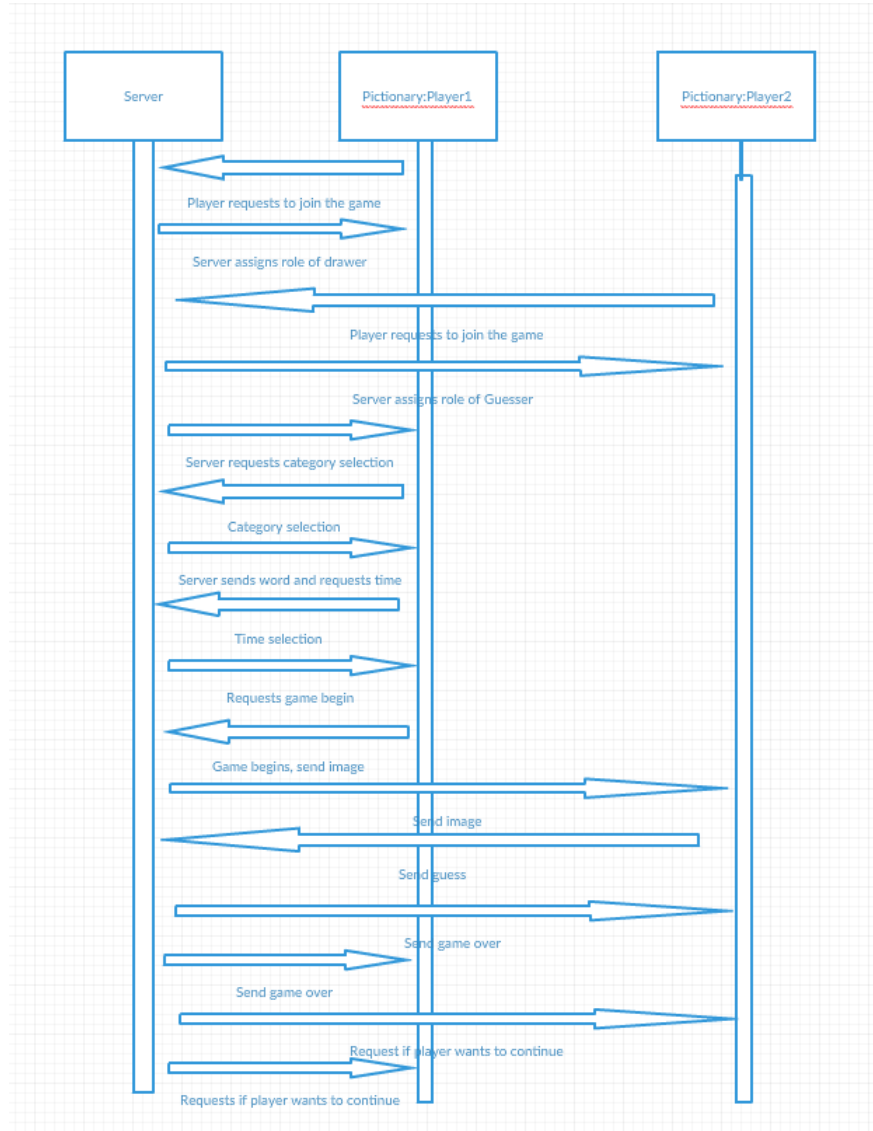 Server
Pictionary:Player1
Pictionary:Player2
Player requests to join the game
Server assigns role of drawer
Player requests to join the game
Server assigns role of Guesser
Server requests category selection
Category selection
Server sends word and requests time
Time selection
Requests game begin
Game begins, send image
Send image
Send guess
Send game over
Send game over
Request if player wants to continue
Requests if player wants to continue